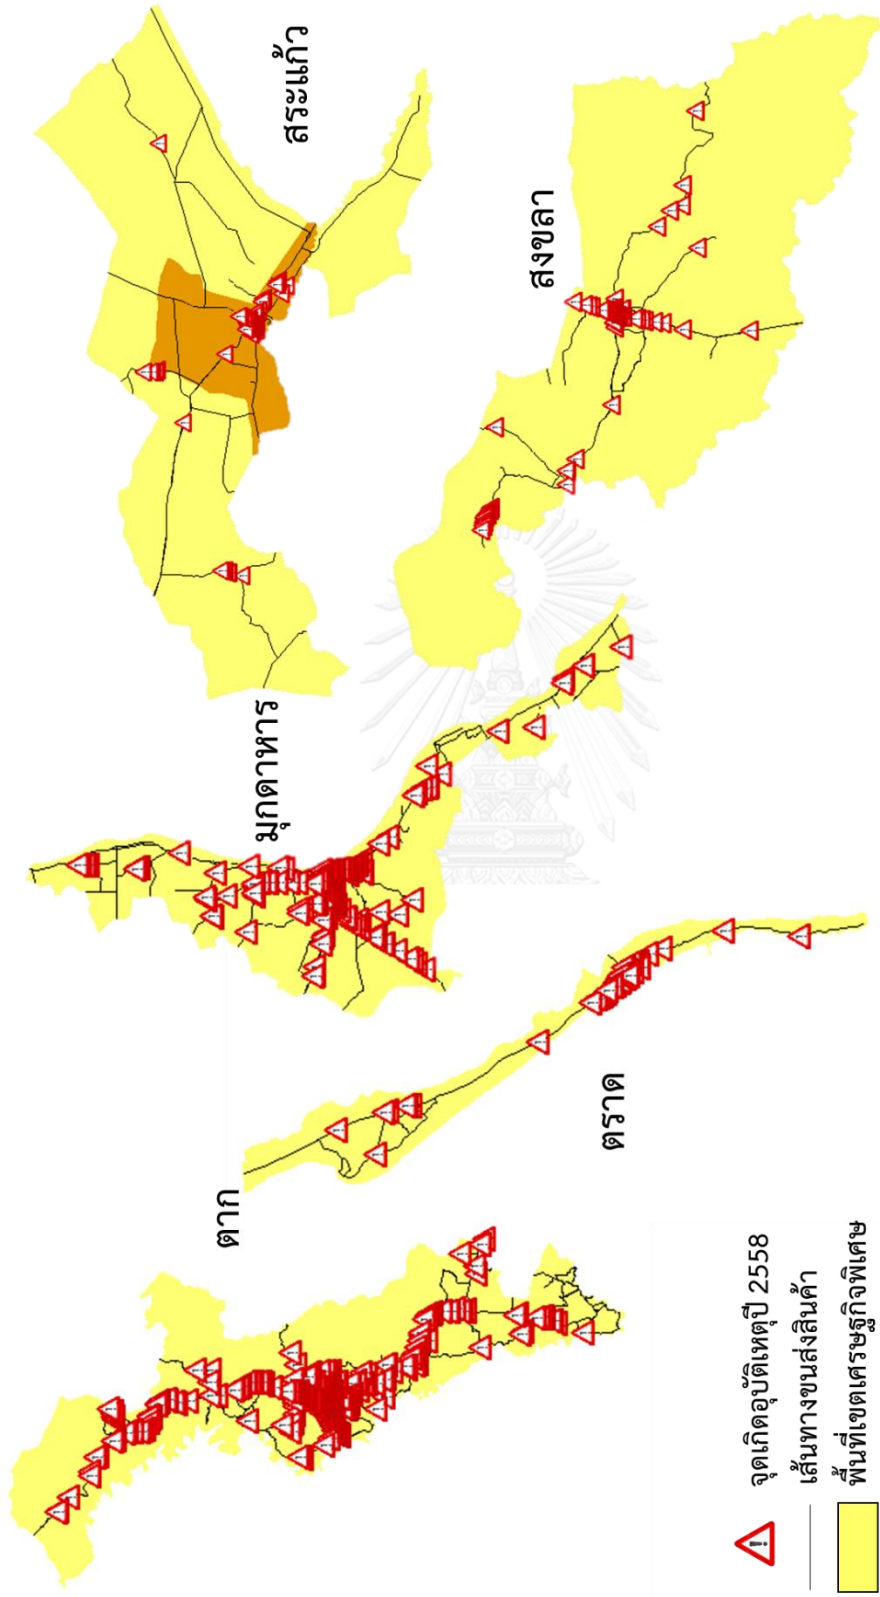 ตาก
มุกดาหาร
สระแก้ว
ตราด
สงขลา
จุดเกิดอุบัติเหตุปี 2558
เส้นทางขนส่งสินค้า
พื้นที่เขตเศรษฐกิจพิเศษ